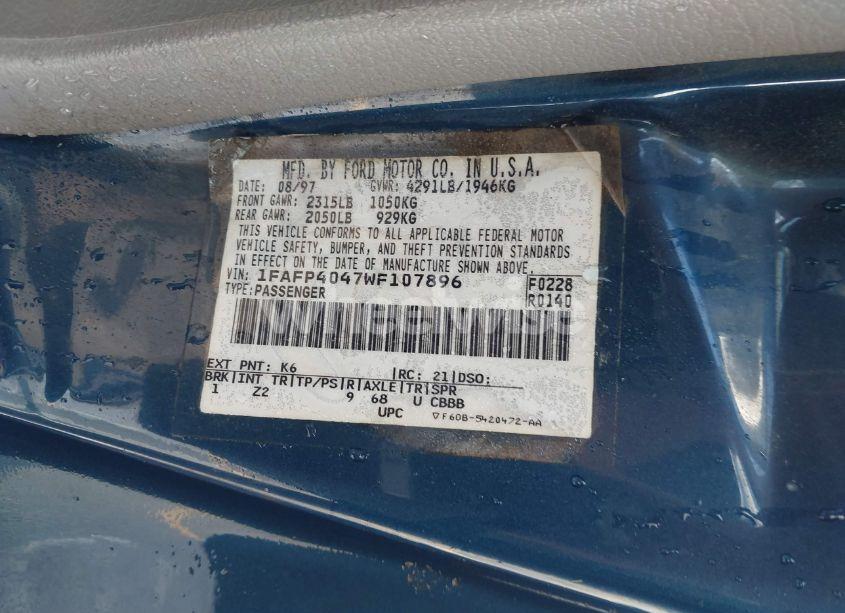 MFD. BY FORD MOTOR CO. IN U.S.A.
DATE: 08/97 GVWR: 4291LB/1946KG
FRONT GAWR: 2315LB 1050KG
REAR GAWR: 2050LB 929KG
THIS VEHICLE CONFORMS TO ALL APPLICABLE FEDERAL MOTOR
VEHICLE SAFETY, BUMPER, AND THEFT PREVENTION STANDARDS
IN EFFECT ON THE DATE OF MANUFACTURE SHOWN ABOVE.
VIN: 1FAFP4047WF107896 F0228
TYPE: PASSENGER R0140
EXT PNT: K6 RC: 21 DSO:
BRK INT TR TP/PS R AXLE TR SPR
1 Z2 9 68 U CBBB
UPC ▽F6DB-5420472-AA